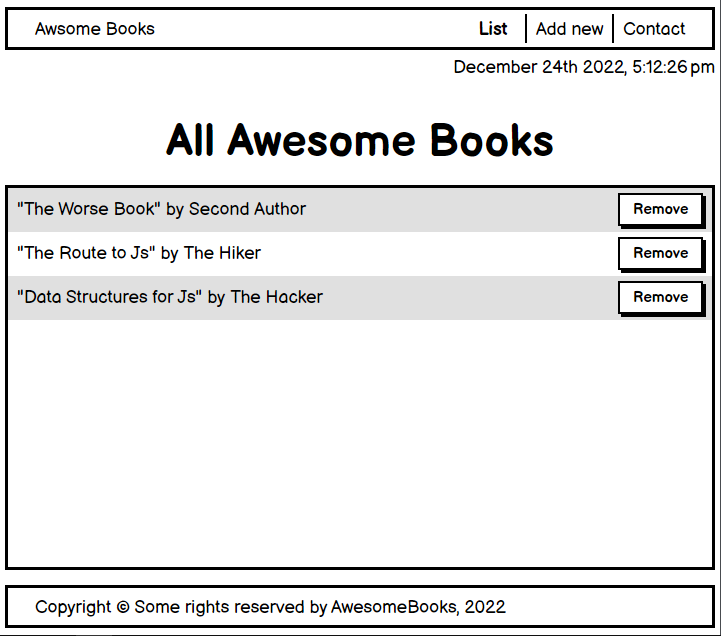 Awsome Books List Add new Contact
December 24th 2022, 5:12:26 pm
All Awesome Books
"The Worse Book" by Second Author Remove
"The Route to Js" by The Hiker Remove
"Data Structures for Js" by The Hacker Remove
Copyright © Some rights reserved by AwesomeBooks, 2022